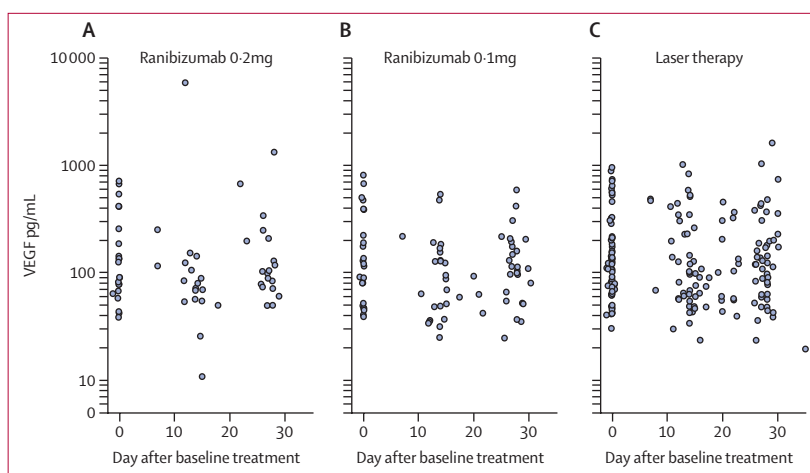 A
B
C
Ranibizumab 0·2mg
Ranibizumab 0·1mg
Laser therapy
10 000
1000
100
10
0
VEGF pg/mL
0 10 20 30
0 10 20 30
0 10 20 30
Day after baseline treatment
Day after baseline treatment
Day after baseline treatment